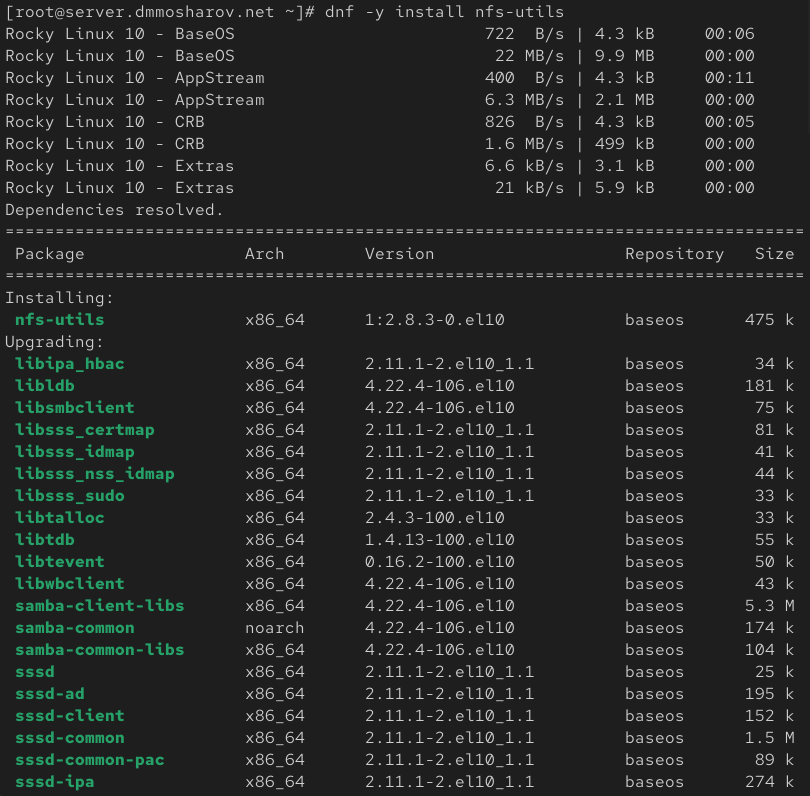 [root@server.dmmosharov.net ~]# dnf -y install nfs-utils
Rocky Linux 10 - BaseOS                         722  B/s | 4.3 kB     00:06
Rocky Linux 10 - BaseOS                          22 MB/s | 9.9 MB     00:00
Rocky Linux 10 - AppStream                      400  B/s | 4.3 kB     00:11
Rocky Linux 10 - AppStream                      6.3 MB/s | 2.1 MB     00:00
Rocky Linux 10 - CRB                            826  B/s | 4.3 kB     00:05
Rocky Linux 10 - CRB                            1.6 MB/s | 499 kB     00:00
Rocky Linux 10 - Extras                         6.6 kB/s | 3.1 kB     00:00
Rocky Linux 10 - Extras                          21 kB/s | 5.9 kB     00:00
Dependencies resolved.
================================================================================
 Package                Arch        Version                   Repository   Size
================================================================================
Installing:
 nfs-utils              x86_64      1:2.8.3-0.el10            baseos      475 k
Upgrading:
 libipa_hbac            x86_64      2.11.1-2.el10_1.1         baseos       34 k
 libldb                 x86_64      4.22.4-106.el10           baseos      181 k
 libsmbclient           x86_64      4.22.4-106.el10           baseos       75 k
 libsss_certmap         x86_64      2.11.1-2.el10_1.1         baseos       81 k
 libsss_idmap           x86_64      2.11.1-2.el10_1.1         baseos       41 k
 libsss_nss_idmap       x86_64      2.11.1-2.el10_1.1         baseos       44 k
 libsss_sudo            x86_64      2.11.1-2.el10_1.1         baseos       33 k
 libtalloc              x86_64      2.4.3-100.el10            baseos       33 k
 libtdb                 x86_64      1.4.13-100.el10           baseos       55 k
 libtevent              x86_64      0.16.2-100.el10           baseos       50 k
 libwbclient            x86_64      4.22.4-106.el10           baseos       43 k
 samba-client-libs      x86_64      4.22.4-106.el10           baseos      5.3 M
 samba-common           noarch      4.22.4-106.el10           baseos      174 k
 samba-common-libs      x86_64      4.22.4-106.el10           baseos      104 k
 sssd                   x86_64      2.11.1-2.el10_1.1         baseos       25 k
 sssd-ad                x86_64      2.11.1-2.el10_1.1         baseos      195 k
 sssd-client            x86_64      2.11.1-2.el10_1.1         baseos      152 k
 sssd-common            x86_64      2.11.1-2.el10_1.1         baseos      1.5 M
 sssd-common-pac        x86_64      2.11.1-2.el10_1.1         baseos       89 k
 sssd-ipa               x86_64      2.11.1-2.el10_1.1         baseos      274 k